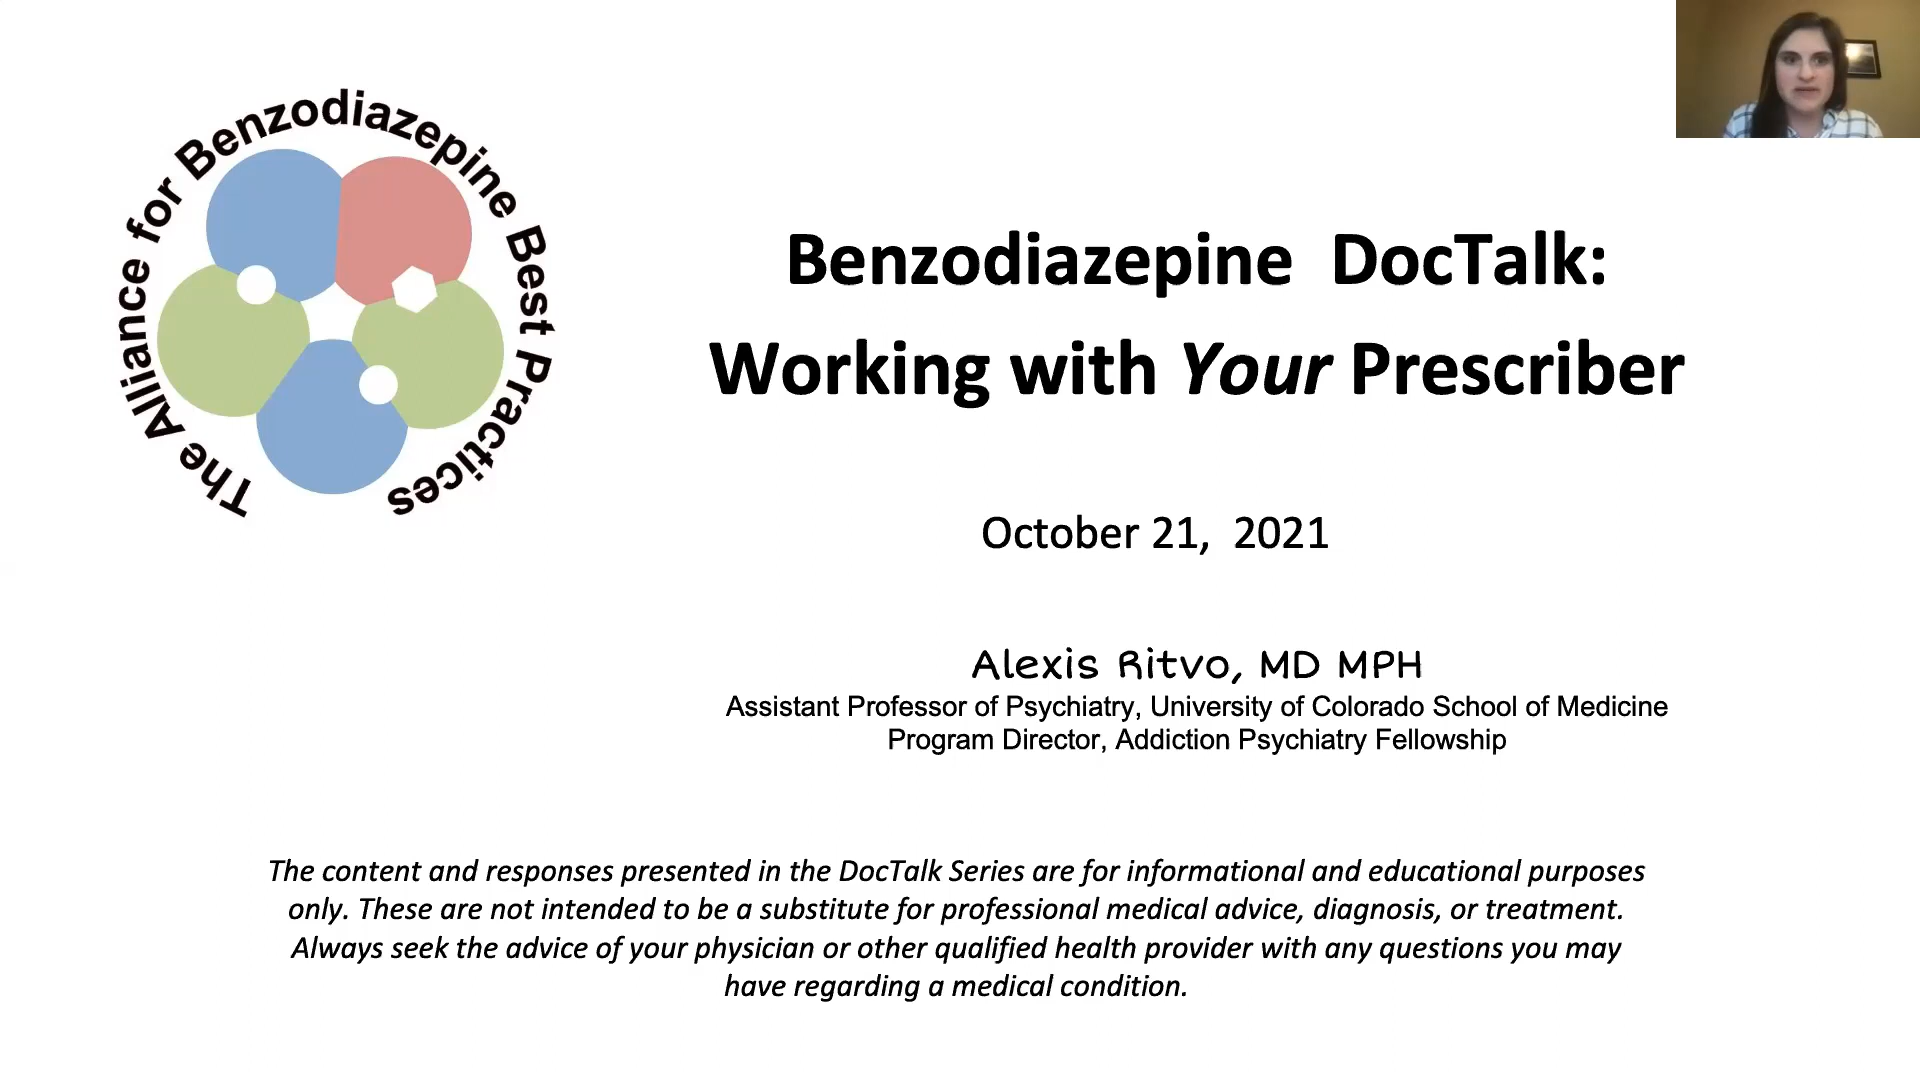 The Alliance for Benzodiazepine Best Practices
Benzodiazepine  DocTalk:
Working with Your Prescriber
October 21,  2021
Alexis Ritvo, MD MPH
Assistant Professor of Psychiatry, University of Colorado School of Medicine
Program Director, Addiction Psychiatry Fellowship
The content and responses presented in the DocTalk Series are for informational and educational purposes
only. These are not intended to be a substitute for professional medical advice, diagnosis, or treatment.
Always seek the advice of your physician or other qualified health provider with any questions you may
have regarding a medical condition.